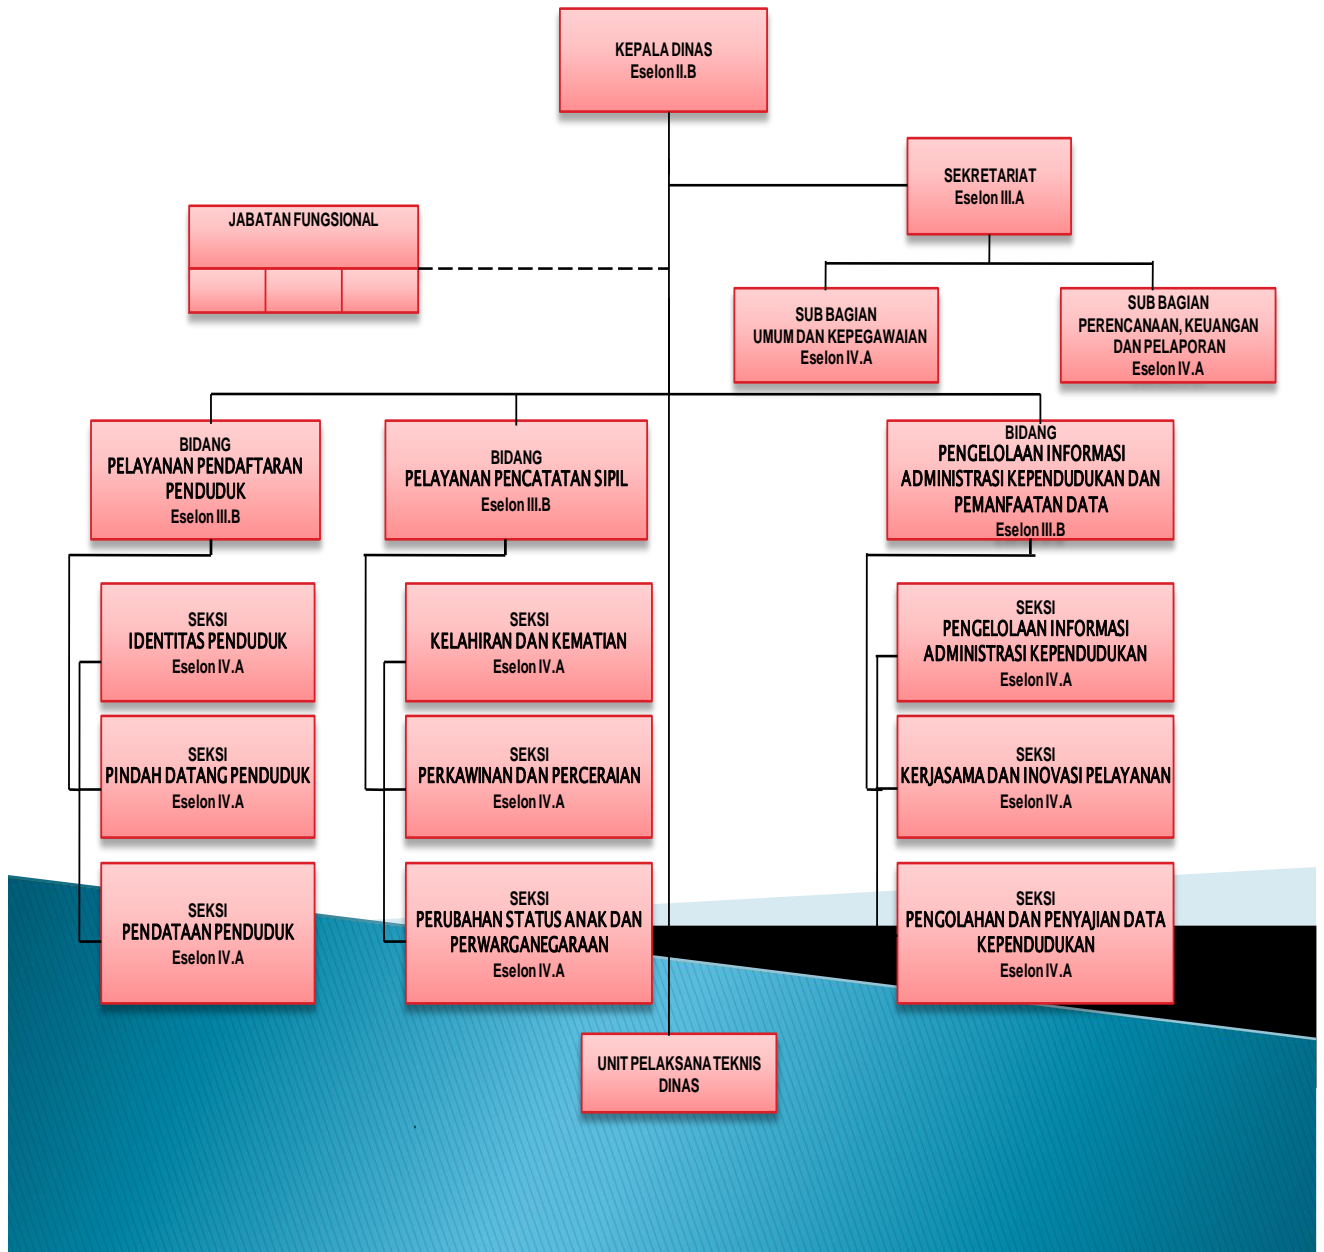 KEPALA DINAS
Eselon II.B
SEKRETARIAT
Eselon III.A
JABATAN FUNGSIONAL
SUB BAGIAN
UMUM DAN KEPEGAWAIAN
Eselon IV.A
SUB BAGIAN
PERENCANAAN, KEUANGAN
DAN PELAPORAN
Eselon IV.A
BIDANG
PELAYANAN PENDAFTARAN
PENDUDUK
Eselon III.B
BIDANG
PELAYANAN PENCATATAN SIPIL
Eselon III.B
BIDANG
PENGELOLAAN INFORMASI
ADMINISTRASI KEPENDUDUKAN DAN
PEMANFAATAN DATA
Eselon III.B
SEKSI
IDENTITAS PENDUDUK
Eselon IV.A
SEKSI
KELAHIRAN DAN KEMATIAN
Eselon IV.A
SEKSI
PENGELOLAAN INFORMASI
ADMINISTRASI KEPENDUDUKAN
Eselon IV.A
SEKSI
PINDAH DATANG PENDUDUK
Eselon IV.A
SEKSI
PERKAWINAN DAN PERCERAIAN
Eselon IV.A
SEKSI
KERJASAMA DAN INOVASI PELAYANAN
Eselon IV.A
SEKSI
PENDATAAN PENDUDUK
Eselon IV.A
SEKSI
PERUBAHAN STATUS ANAK DAN
PERWARGANEGARAAN
Eselon IV.A
SEKSI
PENGOLAHAN DAN PENYAJIAN DATA
KEPENDUDUKAN
Eselon IV.A
UNIT PELAKSANA TEKNIS
DINAS